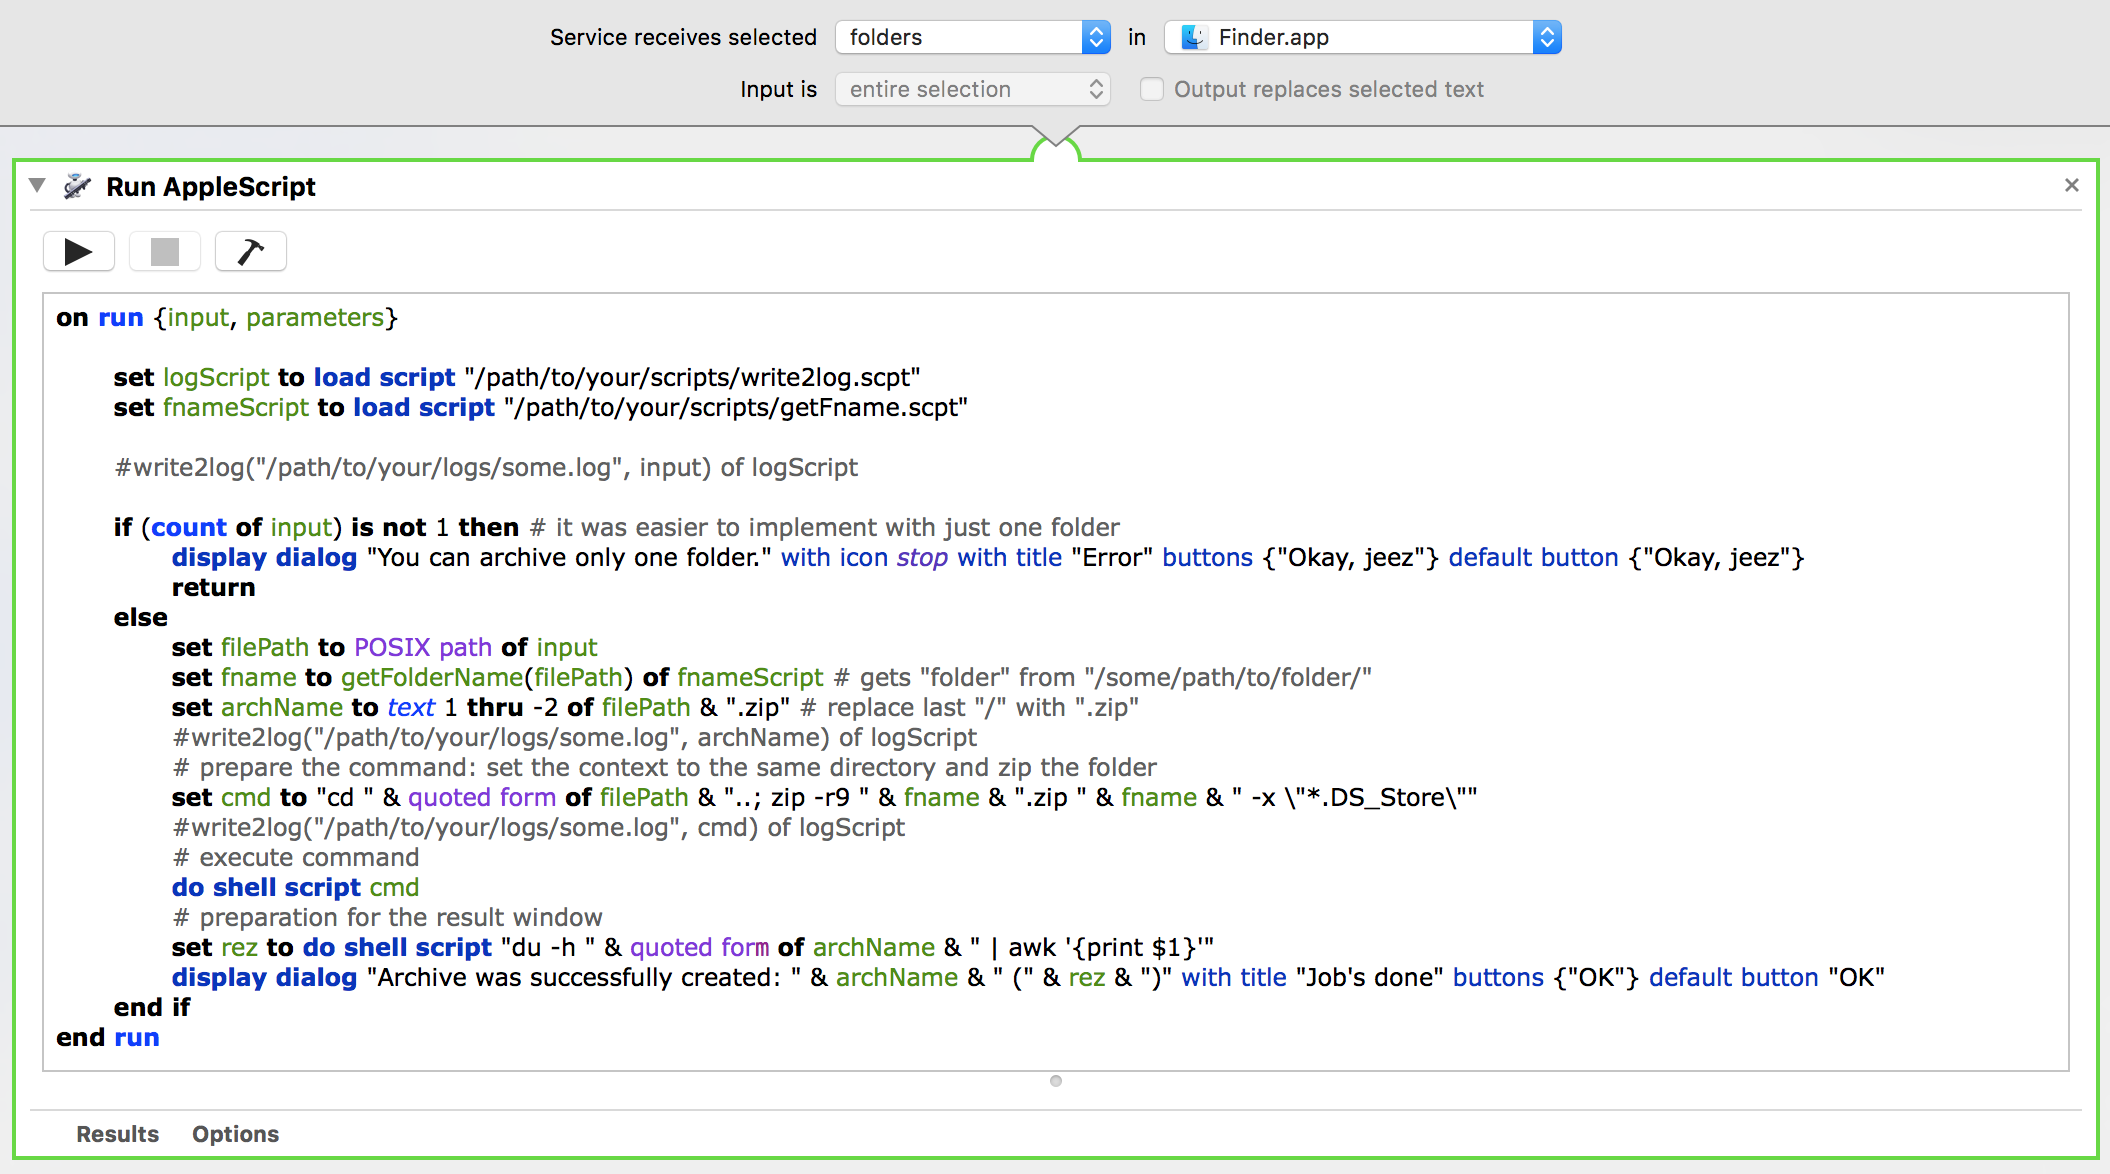 Service receives selected folders in Finder.app
Input is entire selection Output replaces selected text
Run AppleScript
on run {input, parameters}
set logScript to load script "/path/to/your/scripts/write2log.scpt"
set fnameScript to load script "/path/to/your/scripts/getFname.scpt"
#write2log("/path/to/your/logs/some.log", input) of logScript
if (count of input) is not 1 then # it was easier to implement with just one folder
display dialog "You can archive only one folder." with icon stop with title "Error" buttons {"Okay, jeez"} default button {"Okay, jeez"}
return
else
set filePath to POSIX path of input
set fname to getFolderName(filePath) of fnameScript # gets "folder" from "/some/path/to/folder/"
set archName to text 1 thru -2 of filePath & ".zip" # replace last "/" with ".zip"
#write2log("/path/to/your/logs/some.log", archName) of logScript
# prepare the command: set the context to the same directory and zip the folder
set cmd to "cd " & quoted form of filePath & "..; zip -r9 " & fname & ".zip " & fname & " -x \"*.DS_Store\""
#write2log("/path/to/your/logs/some.log", cmd) of logScript
# execute command
do shell script cmd
# preparation for the result window
set rez to do shell script "du -h " & quoted form of archName & " | awk '{print $1}'"
display dialog "Archive was successfully created: " & archName & " (" & rez & ")" with title "Job's done" buttons {"OK"} default button "OK"
end if
end run
Results Options